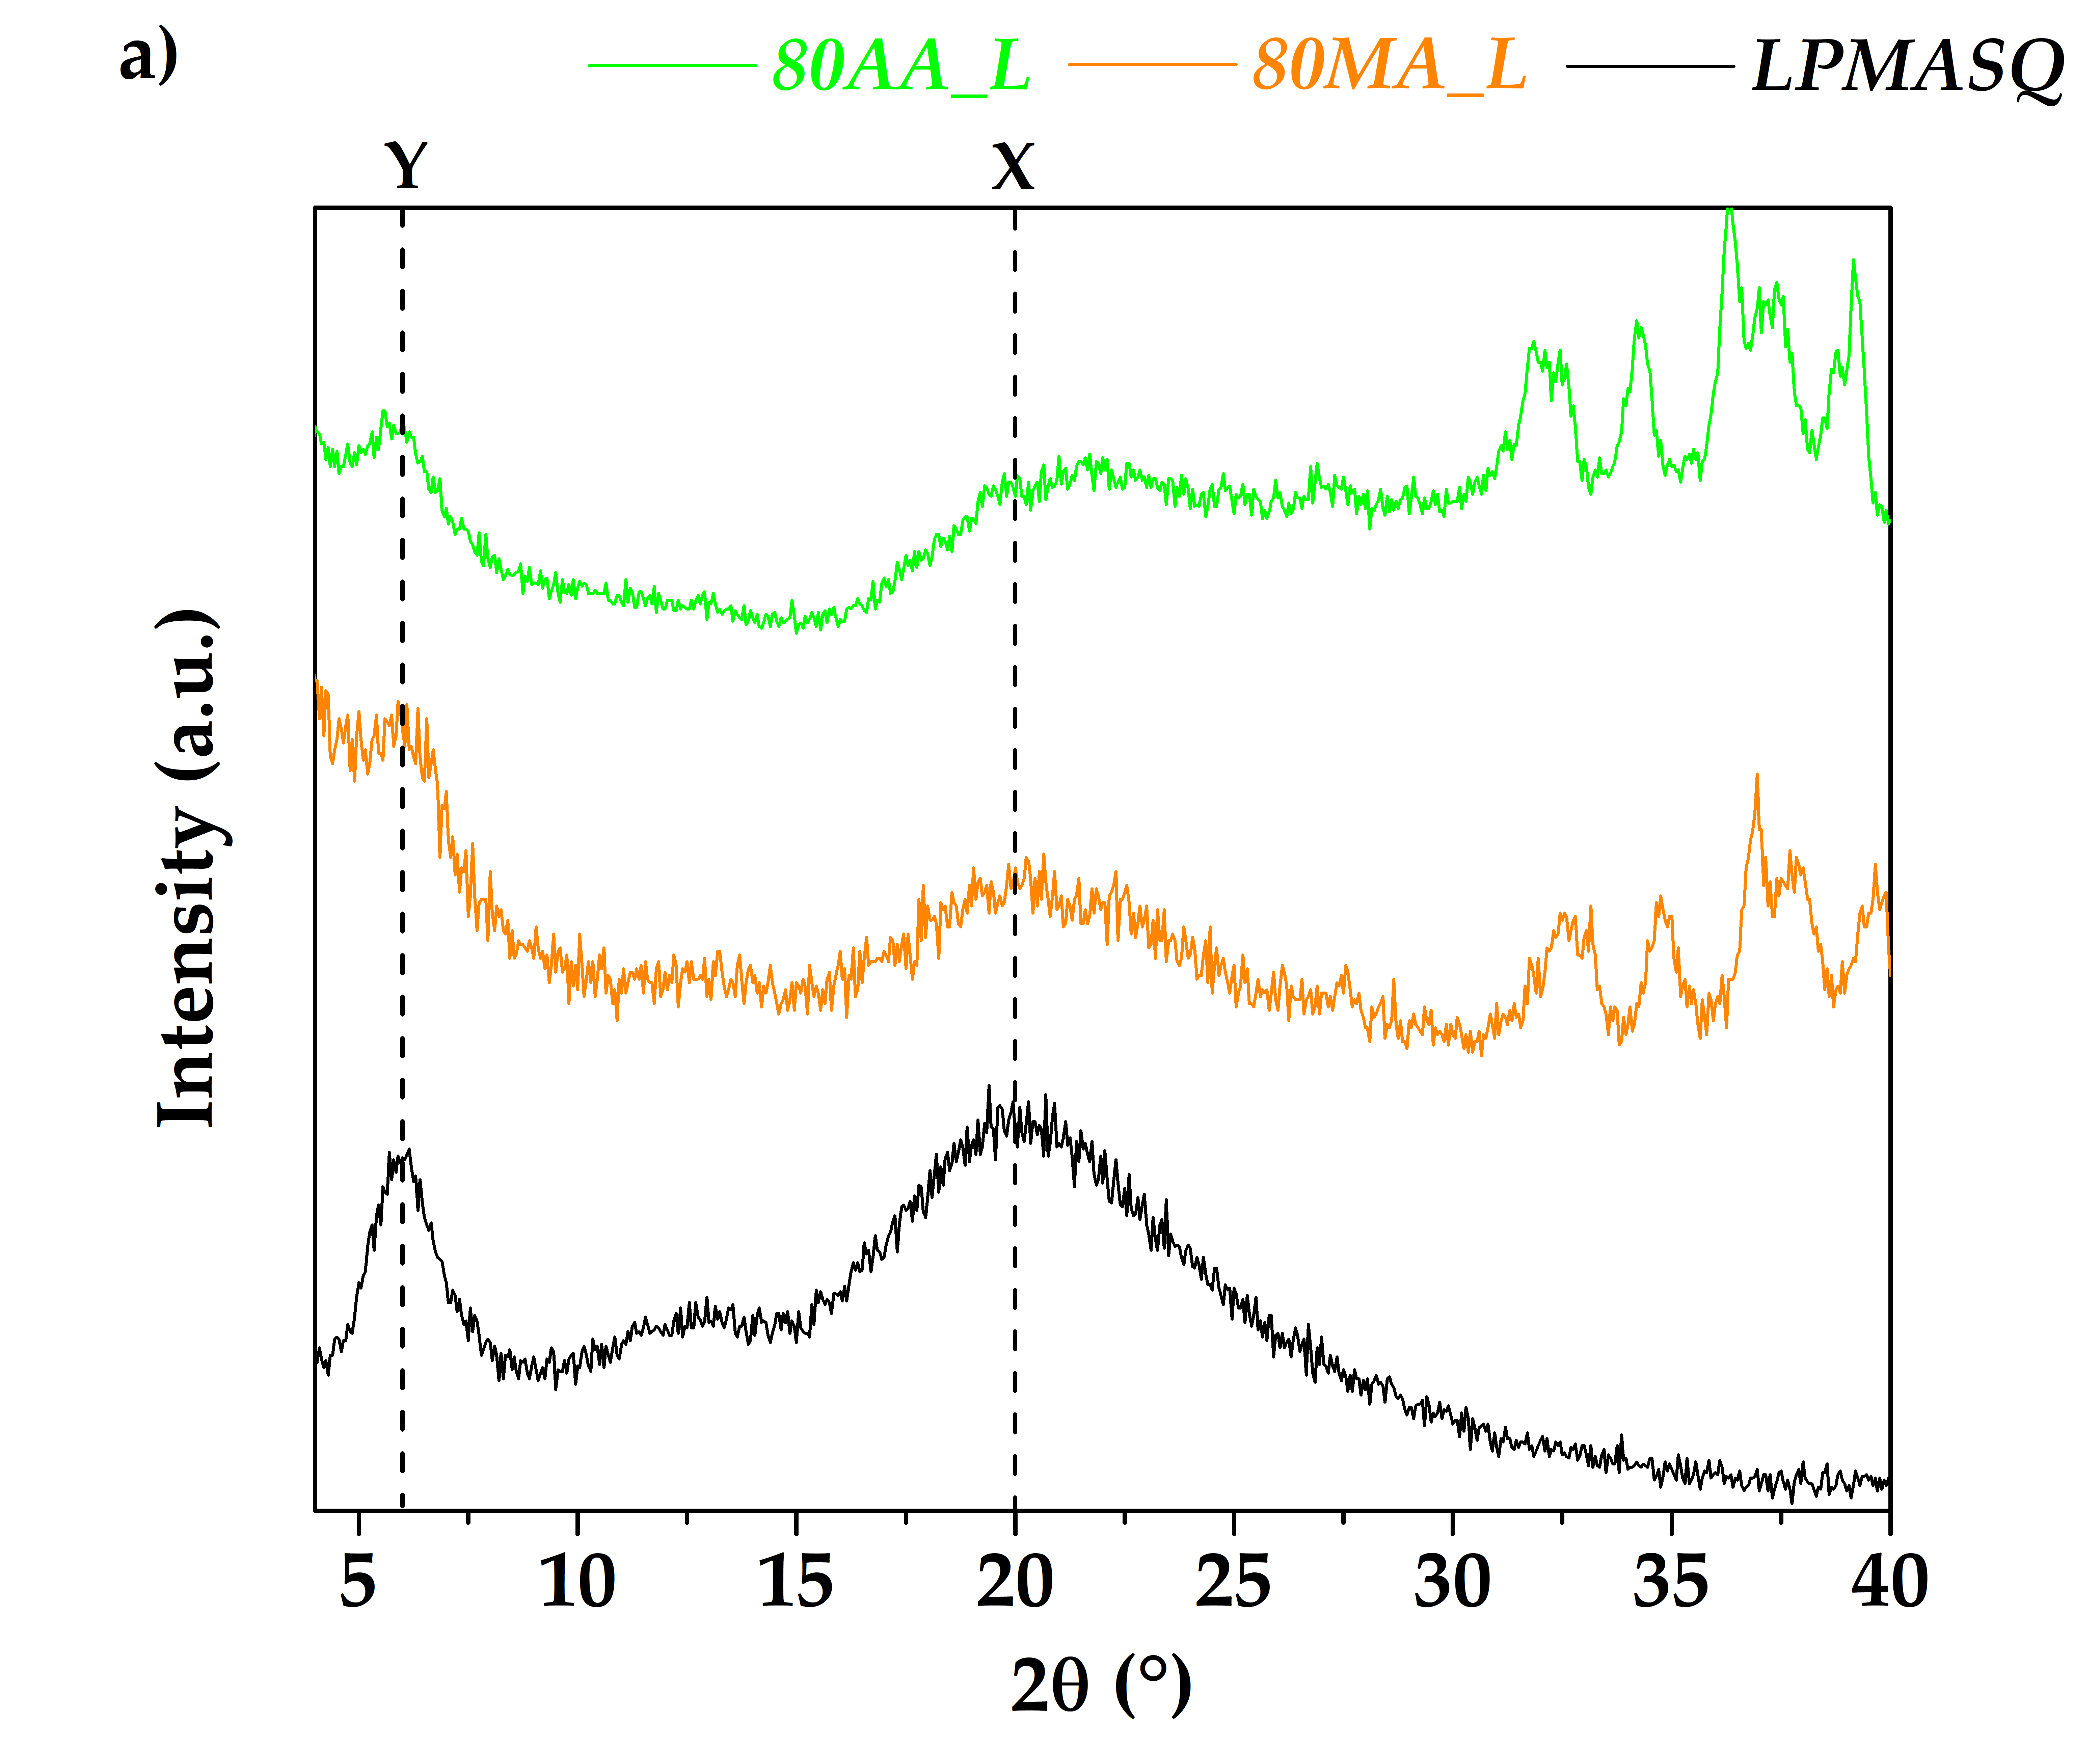 a) 80AA_L 80MA_L LPMASQ
Y X
Intensity (a.u.)
5 10 15 20 25 30 35 40
2θ (°)